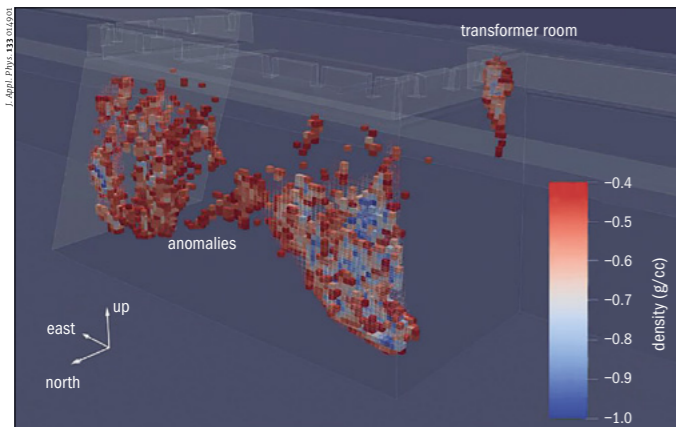 J. Appl. Phys. 133 014901
transformer room
anomalies
up
east
north
−0.4
−0.5
−0.6
−0.7
−0.8
−0.9
−1.0
density (g/cc)